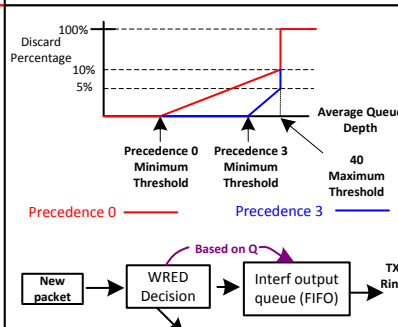 100%
Discard
Percentage
10%
5%
Average Queue
Depth
Precedence 0
Minimum
Threshold
Precedence 3
Minimum
Threshold
40
Maximum
Threshold
Precedence 0
Precedence 3
Based on Q
New
packet
WRED
Decision
Interf output
queue (FIFO)
TX
Rin